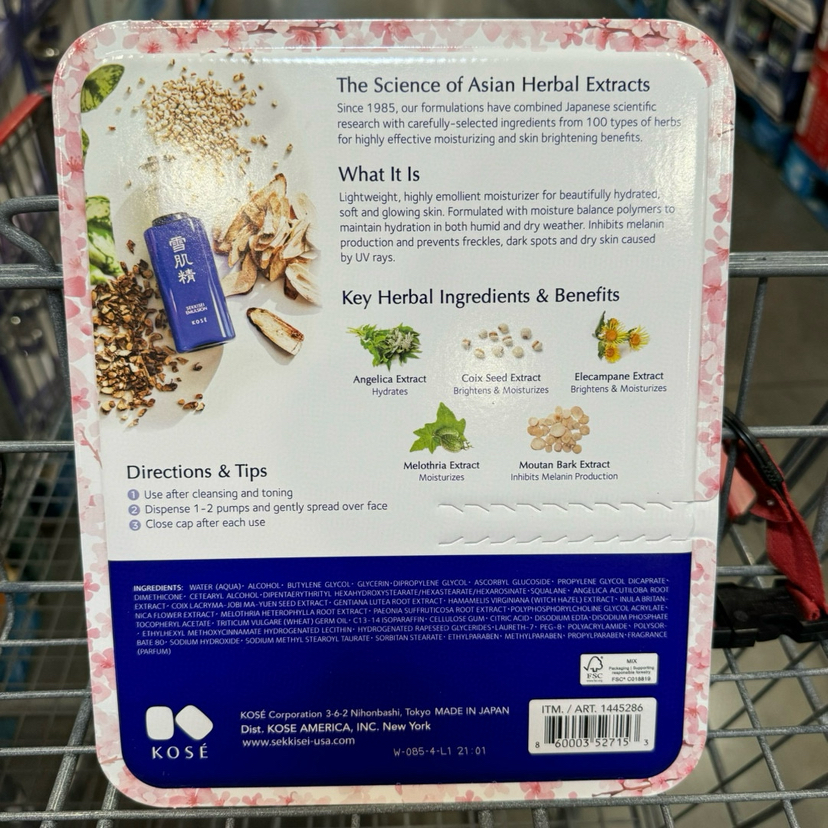 The Science of Asian Herbal Extracts
Since 1985, our formulations have combined Japanese scientific
research with carefully-selected ingredients from 100 types of herbs
for highly effective moisturizing and skin brightening benefits.
What It Is
Lightweight, highly emollient moisturizer for beautifully hydrated,
soft and glowing skin. Formulated with moisture balance polymers to
maintain hydration in both humid and dry weather. Inhibits melanin
production and prevents freckles, dark spots and dry skin caused
by UV rays.
雪肌精
SEKKISEI
EMULSION
KOSÉ
Key Herbal Ingredients & Benefits
Angelica Extract
Hydrates
Coix Seed Extract
Brightens & Moisturizes
Elecampane Extract
Brightens & Moisturizes
Melothria Extract
Moisturizes
Moutan Bark Extract
Inhibits Melanin Production
Directions & Tips
1 Use after cleansing and toning
2 Dispense 1-2 pumps and gently spread over face
3 Close cap after each use
INGREDIENTS: WATER (AQUA)· ALCOHOL· BUTYLENE GLYCOL· GLYCERIN·DIPROPYLENE GLYCOL· ASCORBYL GLUCOSIDE· PROPYLENE GLYCOL DICAPRATE·
DIMETHICONE· CETEARYL ALCOHOL·DIPENTAERYTHRITYL HEXAHYDROXYSTEARATE/HEXASTEARATE/HEXAROSINATE·SQUALANE· ANGELICA ACUTILOBA ROOT
EXTRACT· COIX LACRYMA-JOBI MA-YUEN SEED EXTRACT· GENTIANA LUTEA ROOT EXTRACT· HAMAMELIS VIRGINIANA (WITCH HAZEL) EXTRACT· INULA BRITAN-
NICA FLOWER EXTRACT· MELOTHRIA HETEROPHYLLA ROOT EXTRACT· PAEONIA SUFFRUTICOSA ROOT EXTRACT·POLYPHOSPHORYLCHOLINE GLYCOL ACRYLATE·
TOCOPHERYL ACETATE· TRITICUM VULGARE (WHEAT) GERM OIL· C13-14 ISOPARAFFIN· CELLULOSE GUM· CITRIC ACID· DISODIUM EDTA·DISODIUM PHOSPHATE
· ETHYLHEXYL METHOXYCINNAMATE HYDROGENATED LECITHIN· HYDROGENATED RAPESEED GLYCERIDES·LAURETH-7· PEG-8· POLYACRYLAMIDE· POLYSOR-
BATE 80· SODIUM HYDROXIDE· SODIUM METHYL STEAROYL TAURATE· SORBITAN STEARATE· ETHYLPARABEN· METHYLPARABEN· PROPYLPARABEN·FRAGRANCE
(PARFUM)
FSC
MIX
Packaging | Supporting
responsible forestry
FSC® C018819
KOSÉ
KOSÉ Corporation 3-6-2 Nihonbashi, Tokyo MADE IN JAPAN
Dist. KOSE AMERICA, INC. New York
www.sekkisei-usa.com
W-085-4-L1 21:01
ITM. / ART. 1445286
8 60003 52715 3